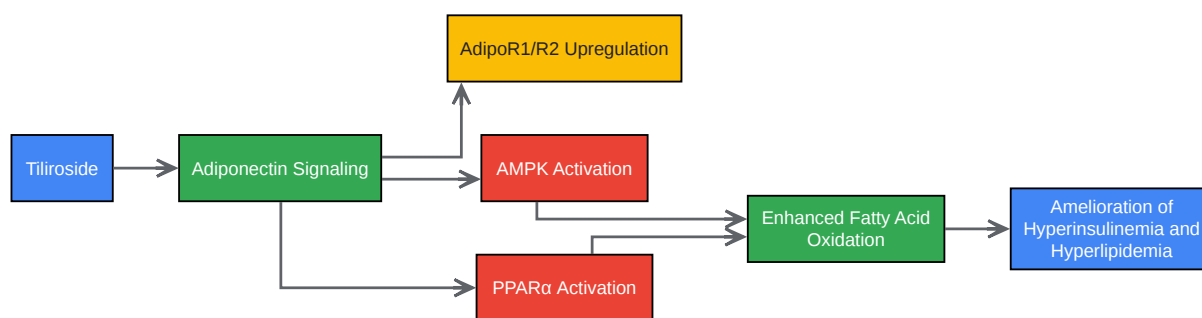 AdipoR1/R2 Upregulation
Tiliroside
Adiponectin Signaling
AMPK Activation
PPARα Activation
Enhanced Fatty Acid
Oxidation
Amelioration of
Hyperinsulinemia and
Hyperlipidemia